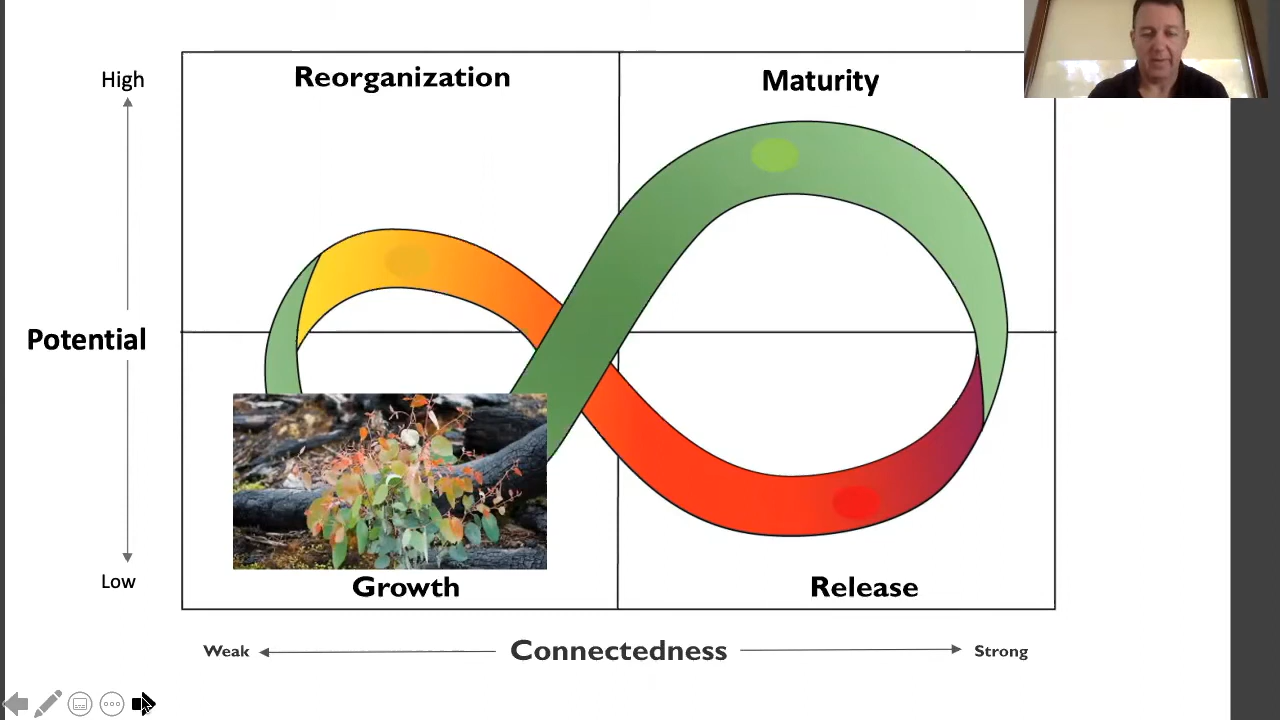 High
Reorganization
Maturity
Potential
Low
Growth
Release
Weak
Connectedness
Strong